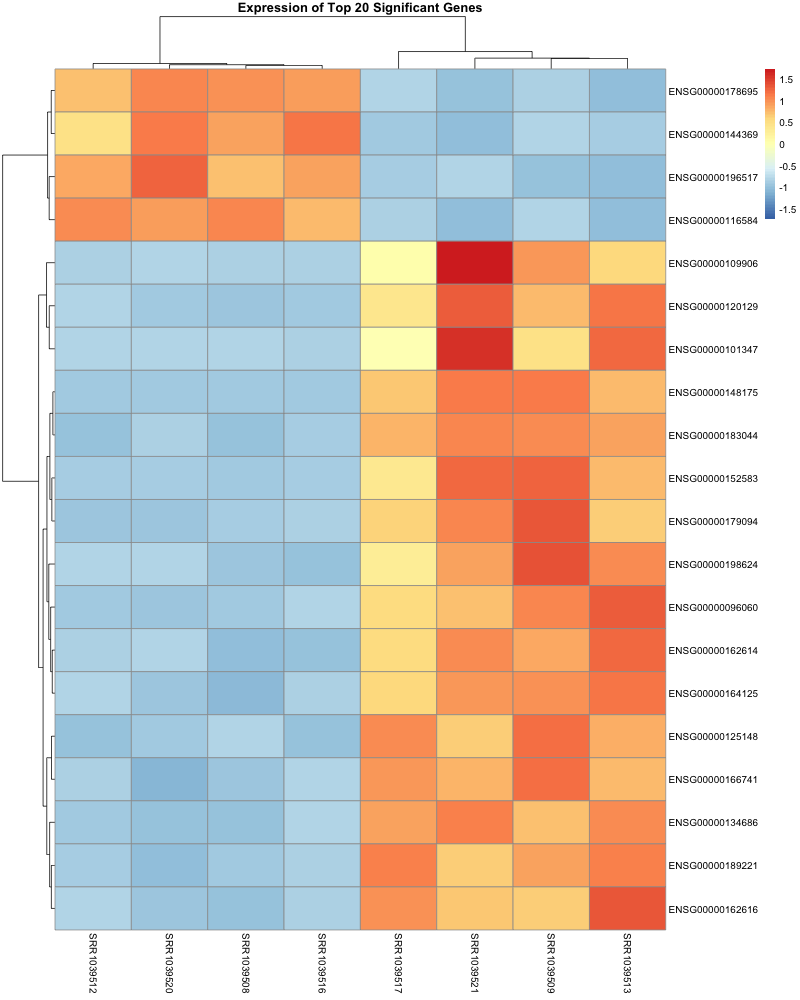 Expression of Top 20 Significant Genes
1.5
1
0.5
0
-0.5
-1
-1.5
ENSG00000178695
ENSG00000144369
ENSG00000196517
ENSG00000116584
ENSG00000109906
ENSG00000120129
ENSG00000101347
ENSG00000148175
ENSG00000183044
ENSG00000152583
ENSG00000179094
ENSG00000198624
ENSG00000096060
ENSG00000162614
ENSG00000164125
ENSG00000125148
ENSG00000166741
ENSG00000134686
ENSG00000189221
ENSG00000162616
SRR1039512
SRR1039520
SRR1039508
SRR1039516
SRR1039517
SRR1039521
SRR1039509
SRR1039513